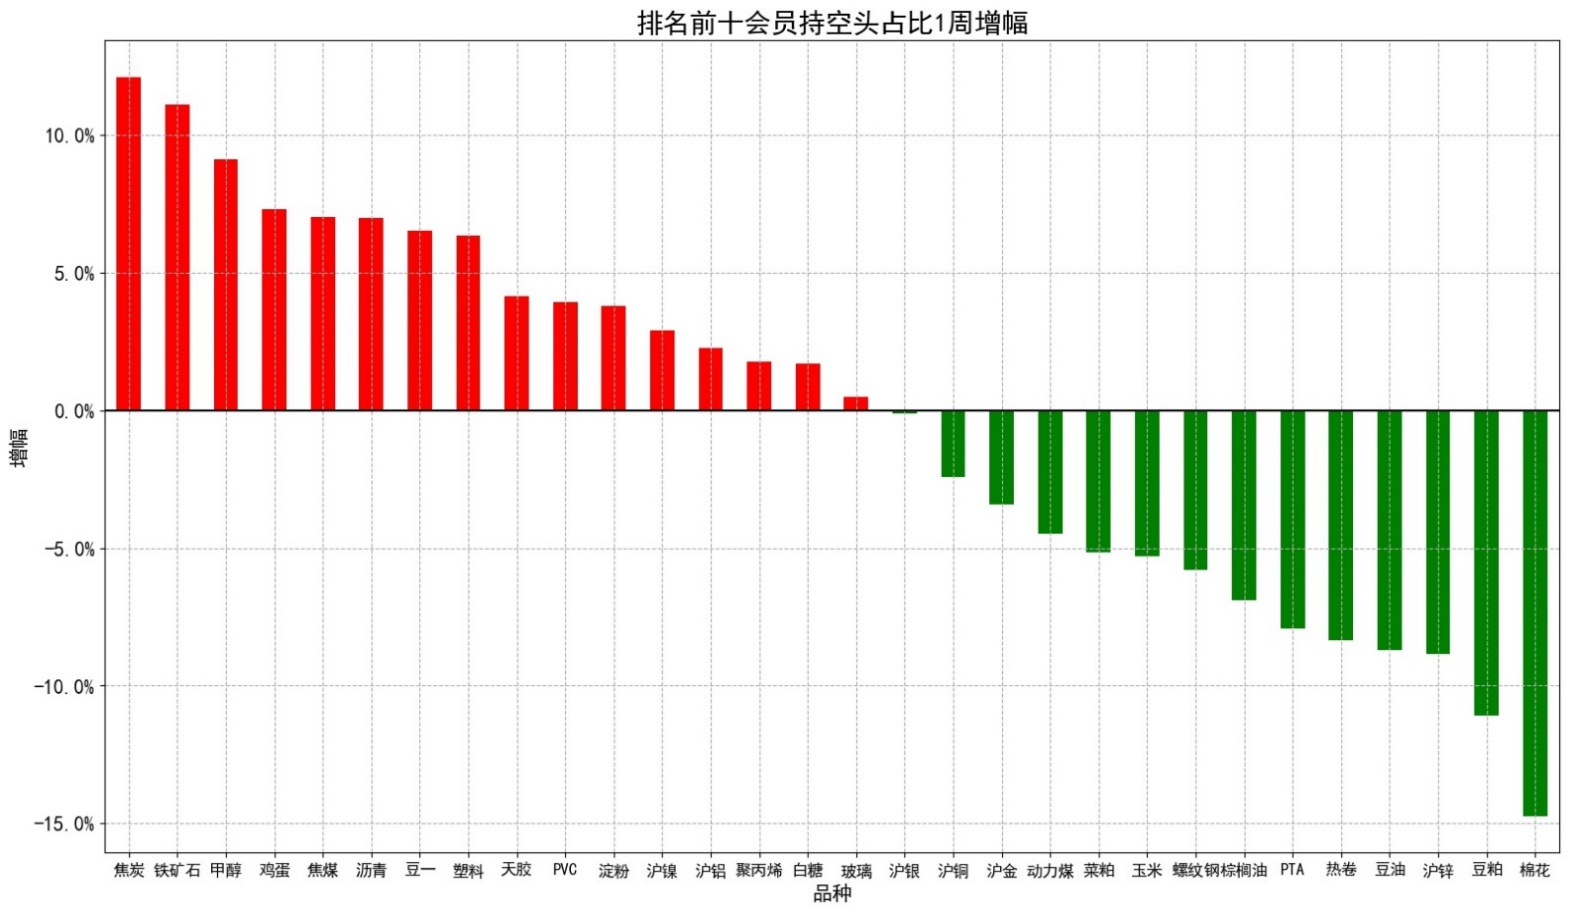 排名前十会员持空头占比1周增幅
10.0%
5.0%
0.0%
-5.0%
-10.0%
-15.0%
增幅
焦炭 铁矿石 甲醇 鸡蛋 焦煤 沥青 豆一 塑料 天胶 PVC 淀粉 沪镍 沪铝 聚丙烯 白糖 玻璃 沪银 沪铜 沪金 动力煤 菜粕 玉米 螺纹钢 棕榈油 PTA 热卷 豆油 沪锌 豆粕 棉花
品种